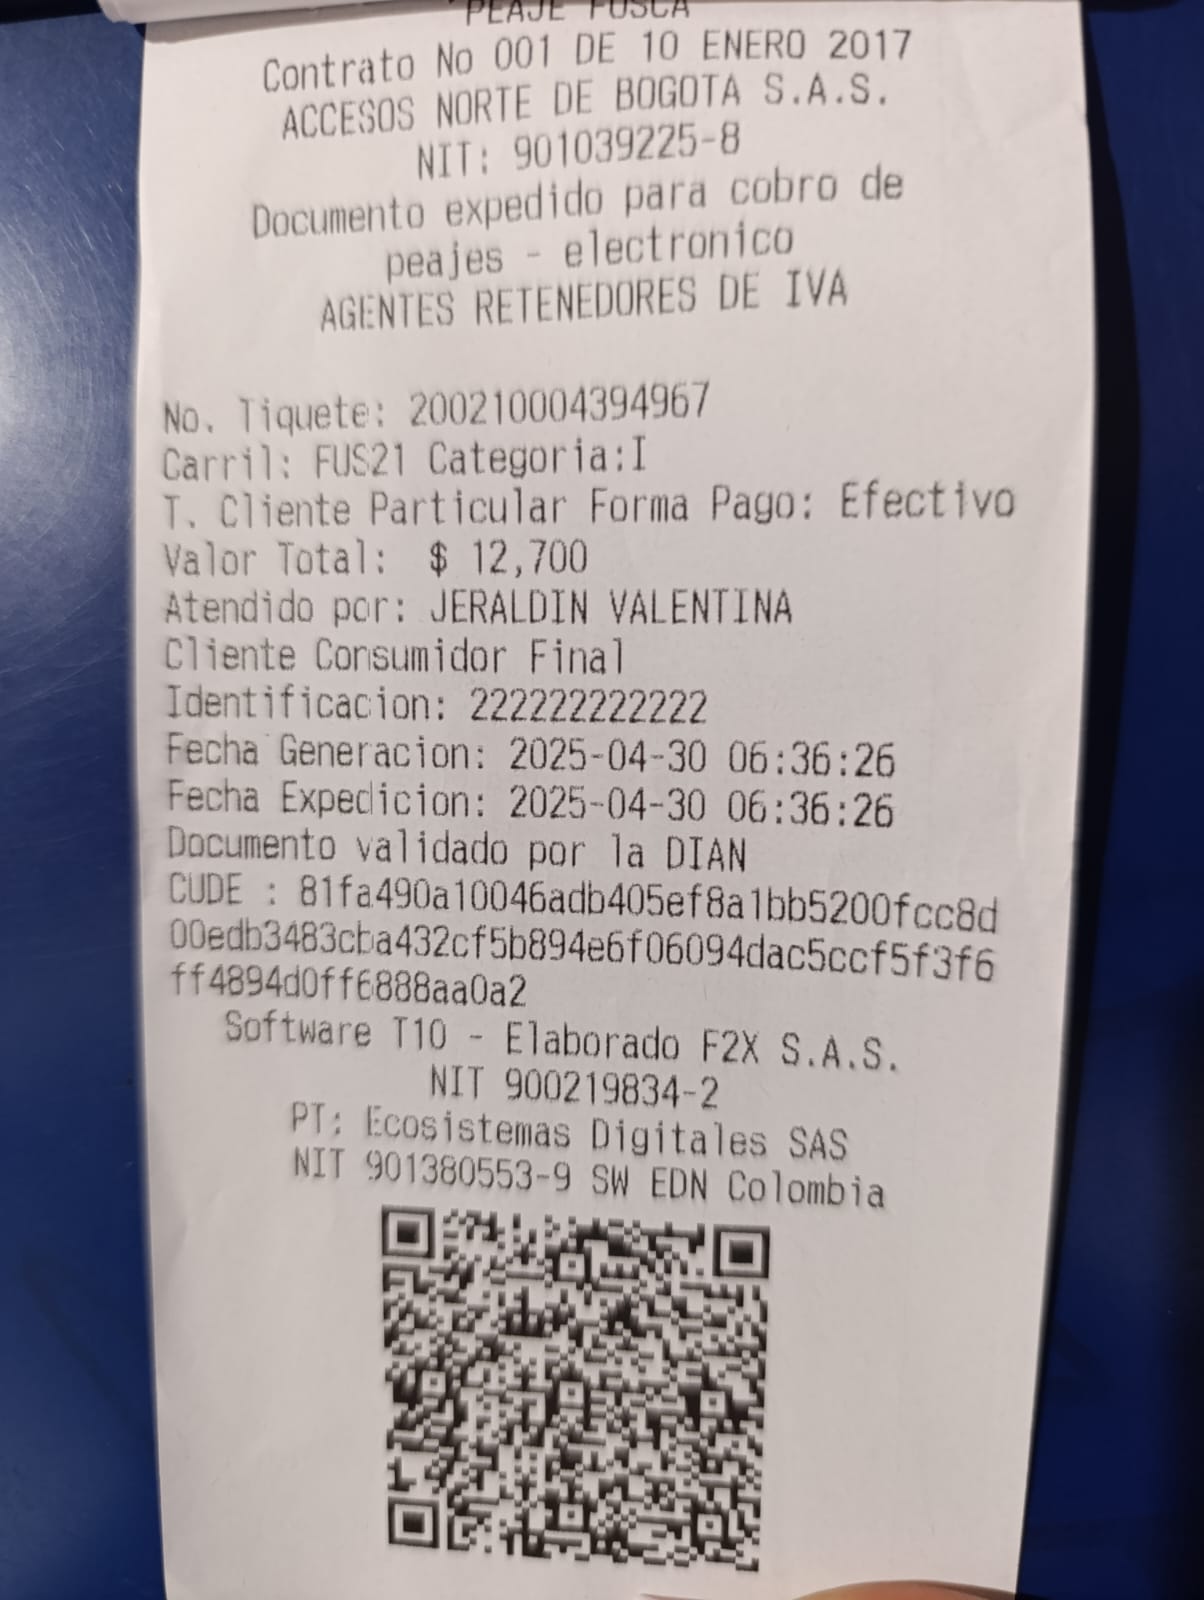 PEAJE FUSCA
Contrato No 001 DE 10 ENERO 2017
ACCESOS NORTE DE BOGOTA S.A.S.
NIT: 901039225-8
Documento expedido para cobro de
peajes - electronico
AGENTES RETENEDORES DE IVA
No. Tiquete: 200210004394967
Carril: FUS21 Categoria:I
T. Cliente Particular Forma Pago: Efectivo
Valor Total: $ 12,700
Atendido por: JERALDIN VALENTINA
Cliente Consumidor Final
Identificacion: 222222222222
Fecha Generacion: 2025-04-30 06:36:26
Fecha Expedicion: 2025-04-30 06:36:26
Documento validado por la DIAN
CUDE : 81fa490a10046adb405ef8a1bb5200fcc8d
00edb3483cba432cf5b894e6f06094dac5ccf5f3f6
ff4894d0ff6888aa0a2
Software T10 - Elaborado F2X S.A.S.
NIT 900219834-2
PT: Ecosistemas Digitales SAS
NIT 901380553-9 SW EDN Colombia